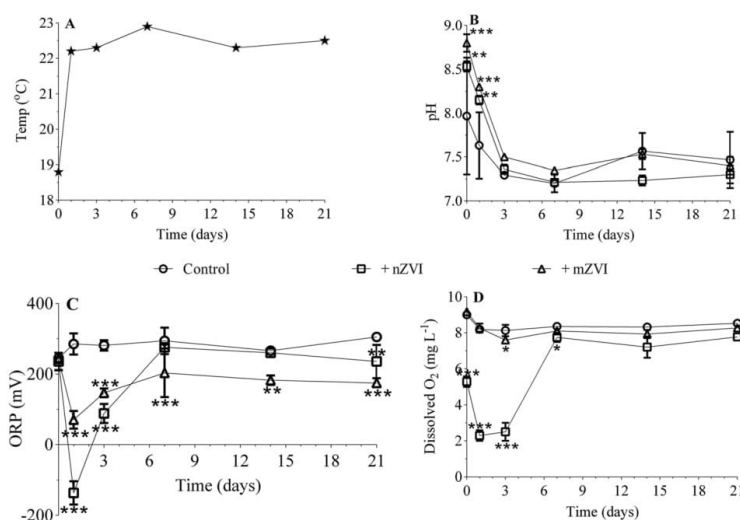 A
B
23
22
21
20
19
18
Temp (°C)
0 3 6 9 12 15 18 21
Time (days)
9.0
8.5
8.0
7.5
7.0
pH
***
**
***
**
0 3 6 9 12 15 18 21
Time (days)
Control + nZVI + mZVI
C
400
200
0
-200
ORP (mV)
***
***
***
***
***
**
**
***
3 6 9 12 15 18 21
Time (days)
D
10
8
6
4
2
0
Dissolved O2 (mg L-1)
***
***
***
*
*
0 3 6 9 12 15 18 21
Time (days)